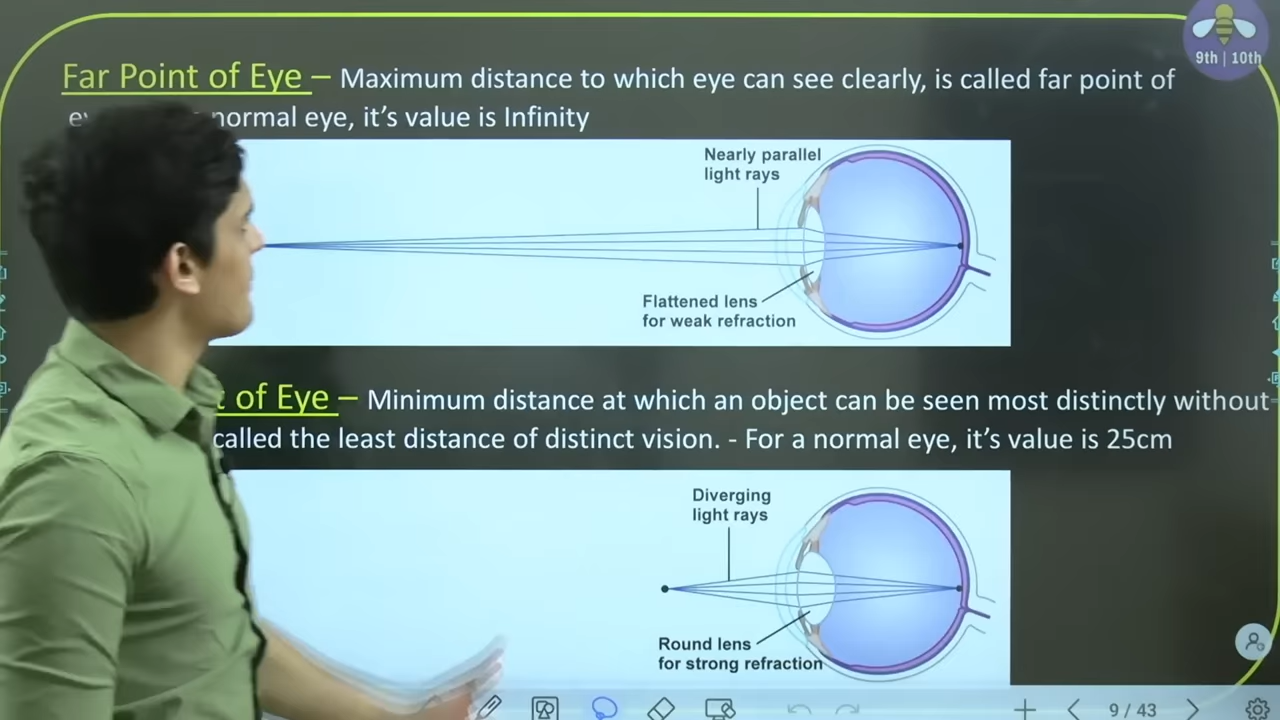 9th | 10th
Far Point of Eye – Maximum distance to which eye can see clearly, is called far point of
normal eye, it's value is Infinity
Nearly parallel
light rays
Flattened lens
for weak refraction
of Eye – Minimum distance at which an object can be seen most distinctly without
called the least distance of distinct vision. - For a normal eye, it's value is 25cm
Diverging
light rays
Round lens
for strong refraction
9 / 43